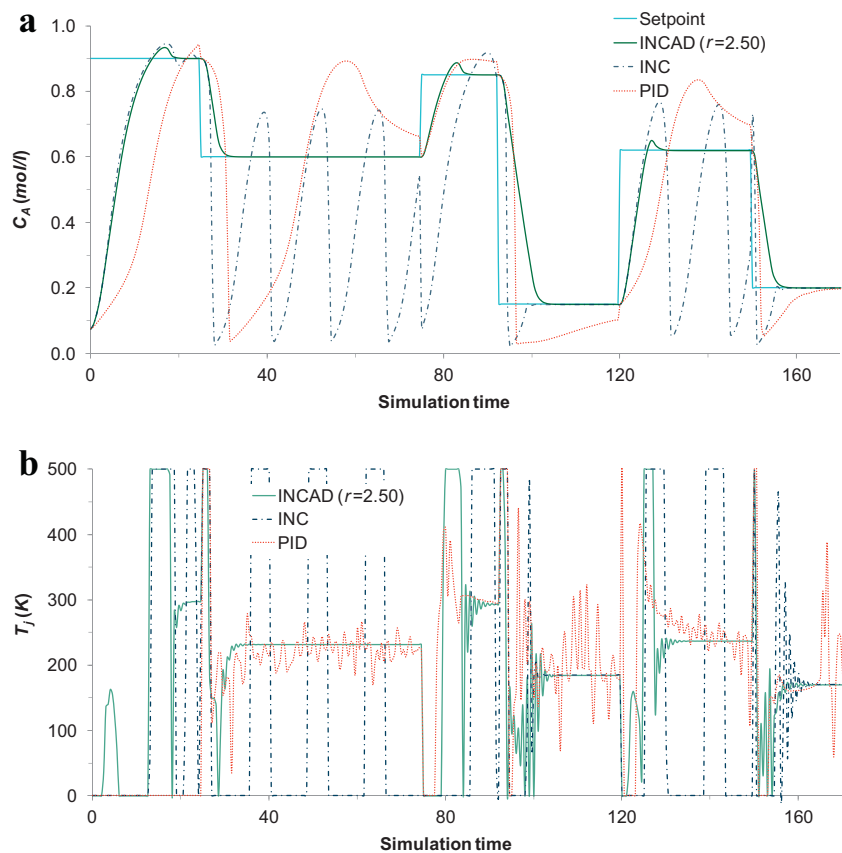 a
Setpoint
INCAD (r=2.50)
INC
PID
1.0
0.8
0.6
0.4
0.2
0.0
C_A (mol/l)
0 40 80 120 160
Simulation time
b
INCAD (r=2.50)
INC
PID
500
400
300
200
100
0
T_j (K)
0 40 80 120 160
Simulation time